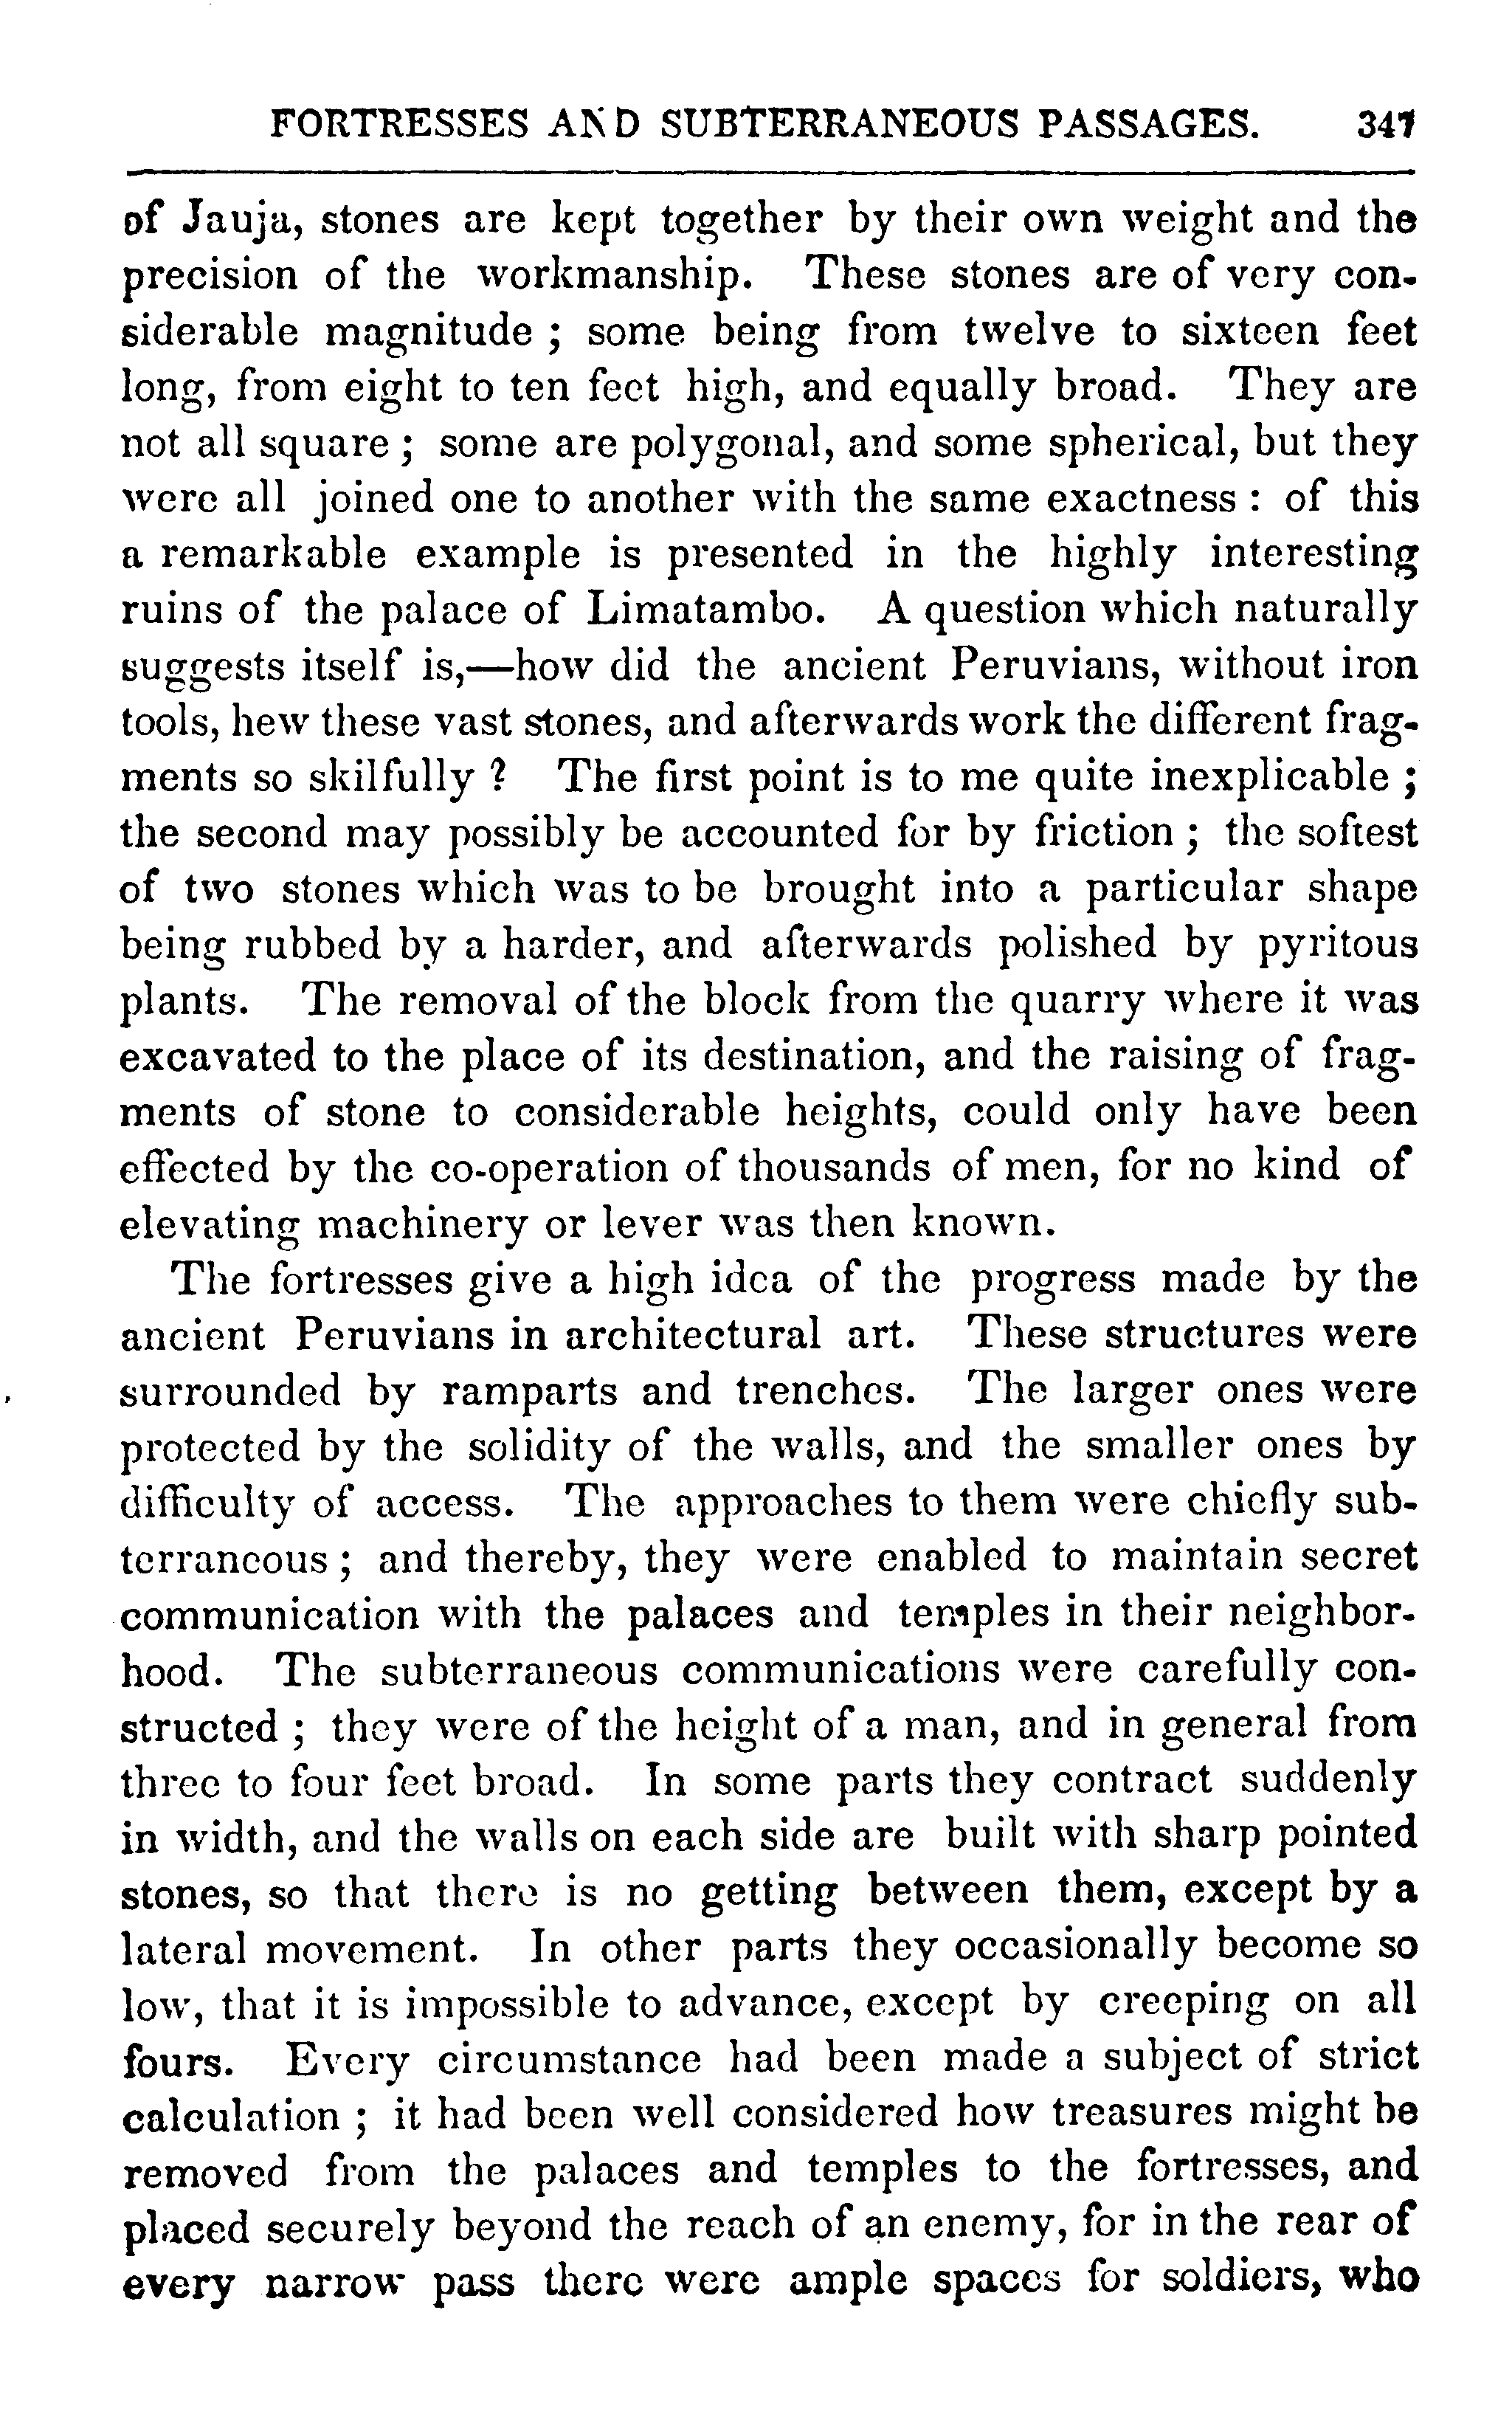 FORTRESSES AND SUBTERRANEOUS PASSAGES. 347
of Jauja, stones are kept together by their own weight and the
precision of the workmanship. These stones are of very con-
siderable magnitude ; some being from twelve to sixteen feet
long, from eight to ten feet high, and equally broad. They are
not all square ; some are polygonal, and some spherical, but they
were all joined one to another with the same exactness : of this
a remarkable example is presented in the highly interesting
ruins of the palace of Limatambo. A question which naturally
suggests itself is,—how did the ancient Peruvians, without iron
tools, hew these vast stones, and afterwards work the different frag-
ments so skilfully ? The first point is to me quite inexplicable ;
the second may possibly be accounted for by friction ; the softest
of two stones which was to be brought into a particular shape
being rubbed by a harder, and afterwards polished by pyritous
plants. The removal of the block from the quarry where it was
excavated to the place of its destination, and the raising of frag-
ments of stone to considerable heights, could only have been
effected by the co-operation of thousands of men, for no kind of
elevating machinery or lever was then known.
The fortresses give a high idea of the progress made by the
ancient Peruvians in architectural art. These structures were
surrounded by ramparts and trenches. The larger ones were
protected by the solidity of the walls, and the smaller ones by
difficulty of access. The approaches to them were chiefly sub-
terraneous ; and thereby, they were enabled to maintain secret
communication with the palaces and temples in their neighbor-
hood. The subterraneous communications were carefully con-
structed ; they were of the height of a man, and in general from
three to four feet broad. In some parts they contract suddenly
in width, and the walls on each side are built with sharp pointed
stones, so that there is no getting between them, except by a
lateral movement. In other parts they occasionally become so
low, that it is impossible to advance, except by creeping on all
fours. Every circumstance had been made a subject of strict
calculation ; it had been well considered how treasures might be
removed from the palaces and temples to the fortresses, and
placed securely beyond the reach of an enemy, for in the rear of
every narrow pass there were ample spaces for soldiers, who